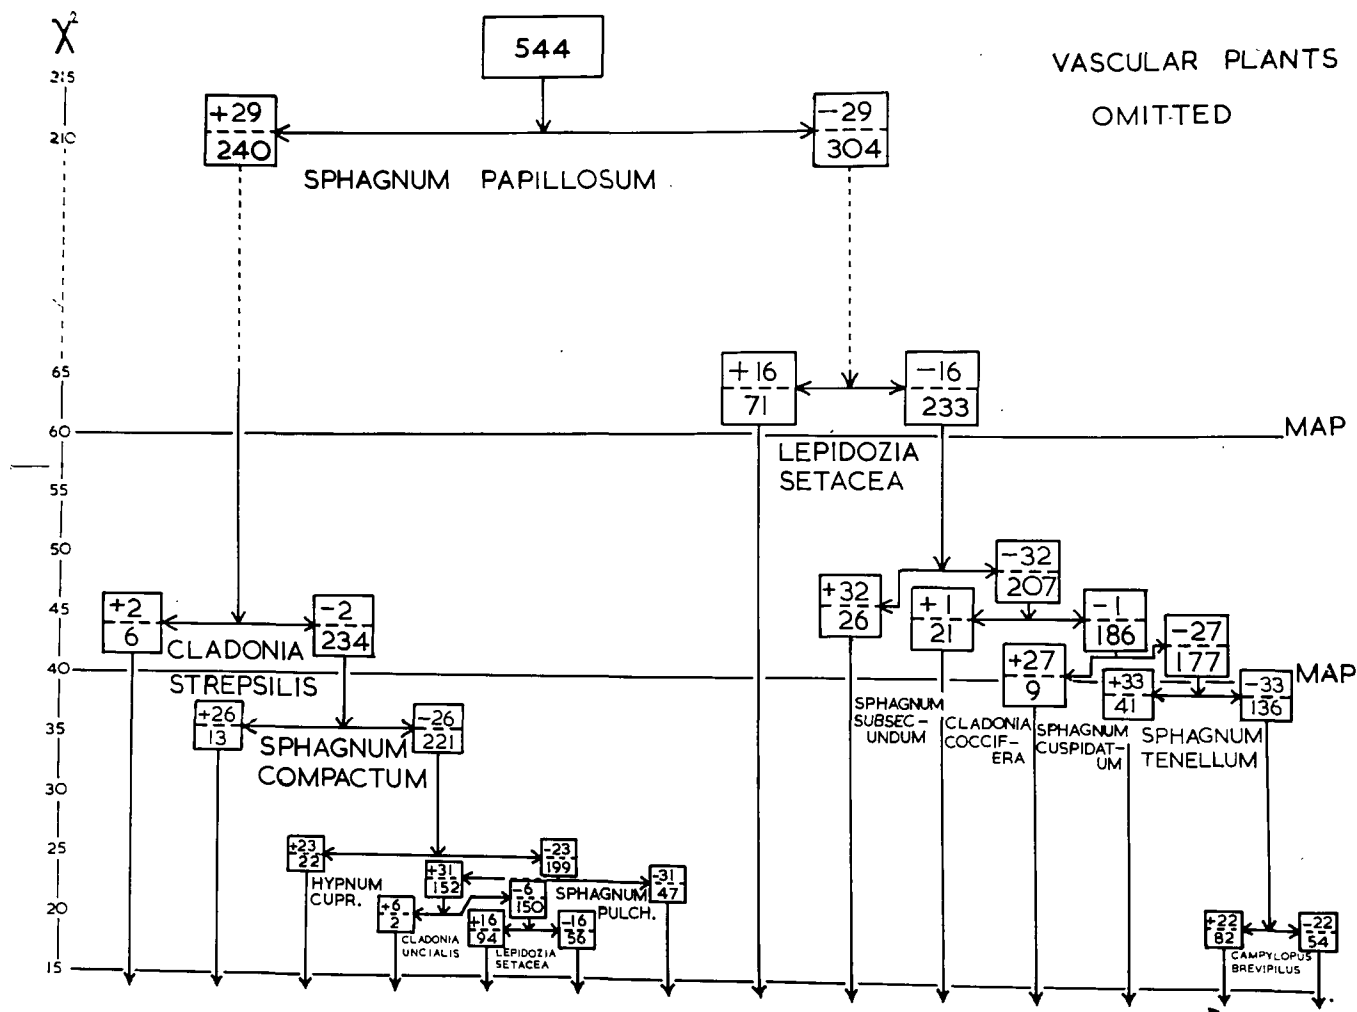 χ²
544
VASCULAR PLANTS
OMITTED
215
210
+29
240
-29
304
SPHAGNUM PAPILLOSUM
65
+16
71
-16
233
60
MAP
LEPIDOZIA
SETACEA
55
50
-32
207
45
+2
6
-2
234
+32
26
+1
21
-1
186
-27
177
CLADONIA
STREPSILIS
40
MAP
+27
9
+33
41
-33
136
35
+26
13
-26
221
SPHAGNUM
COMPACTUM
SPHAGNUM
SUBSEC-
UNDUM
CLADONIA
COCCIF-
ERA
SPHAGNUM
CUSPIDAT-
UM
SPHAGNUM
TENELLUM
30
25
+23
22
-23
199
+31
152
-31
47
HYPNUM
CUPR.
SPHAGNUM
PULCH.
20
+6
2
-6
150
+16
94
-16
56
CLADONIA
UNCIALIS
LEPIDOZIA
SETACEA
+22
82
-22
54
CAMPYLOPUS
BREVIPILUS
15